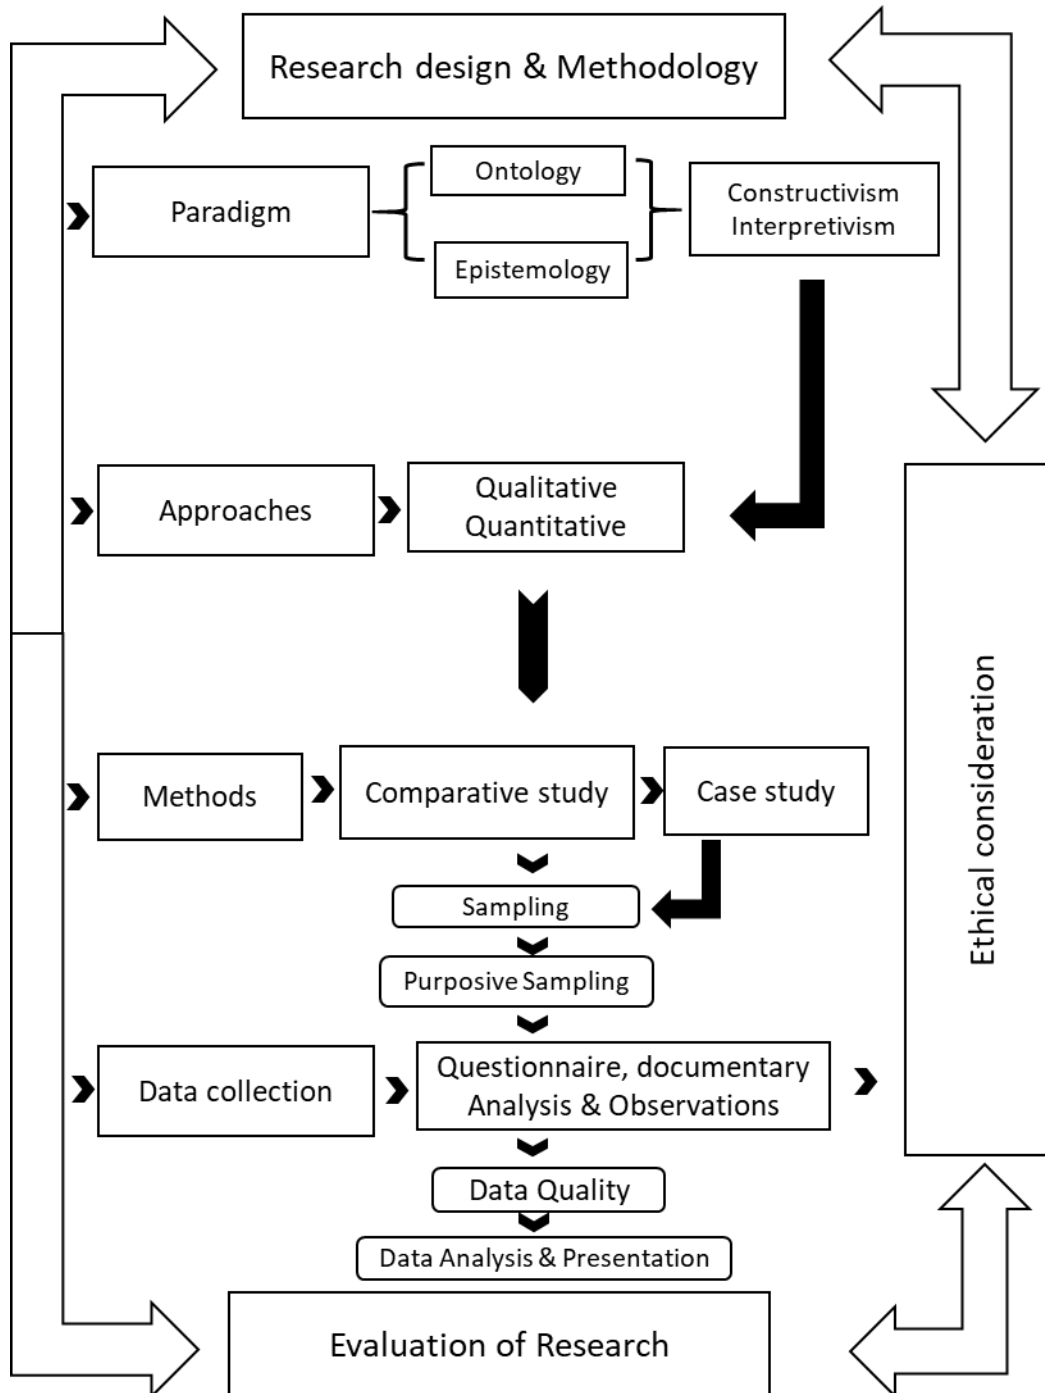 Research design & Methodology
Paradigm
Ontology
Epistemology
Constructivism
Interpretivism
Approaches
Qualitative
Quantitative
Methods
Comparative study
Case study
Sampling
Purposive Sampling
Data collection
Questionnaire, documentary
Analysis & Observations
Ethical consideration
Data Quality
Data Analysis & Presentation
Evaluation of Research